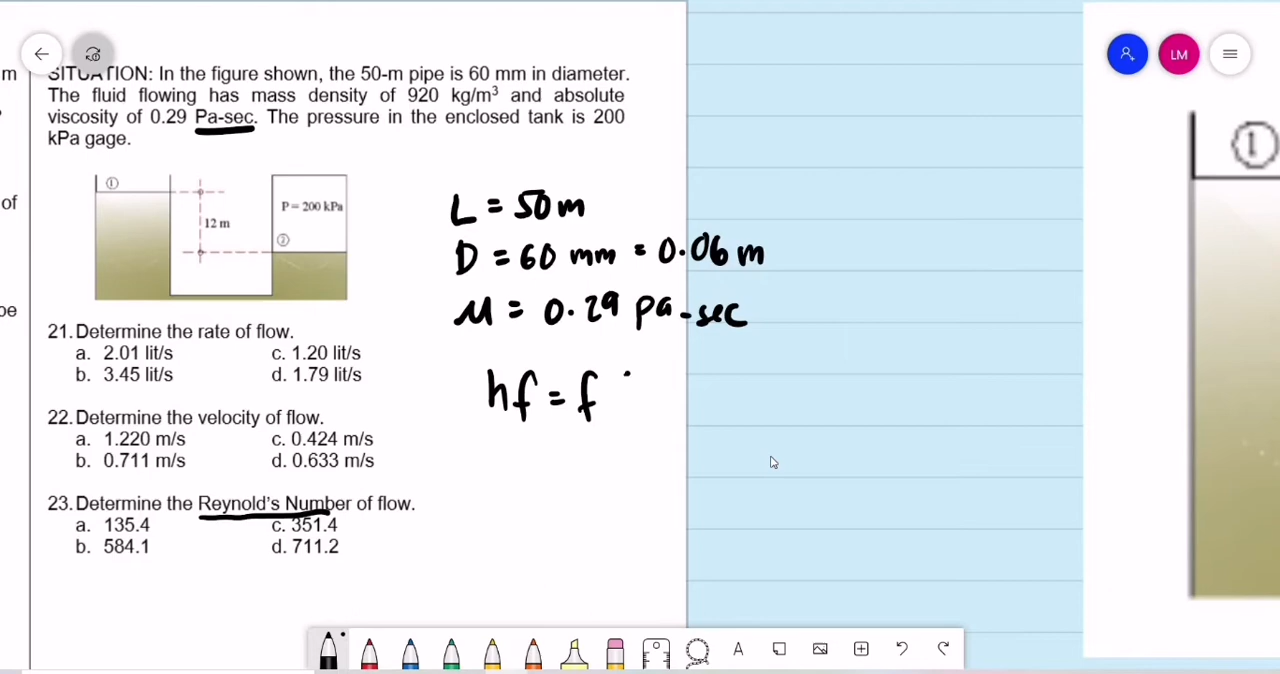 m
SITUATION: In the figure shown, the 50-m pipe is 60 mm in diameter.
The fluid flowing has mass density of 920 kg/m³ and absolute
viscosity of 0.29 Pa-sec. The pressure in the enclosed tank is 200
kPa gage.
of
oe
①
12 m
P = 200 kPa
②
21. Determine the rate of flow.
a. 2.01 lit/s c. 1.20 lit/s
b. 3.45 lit/s d. 1.79 lit/s
22. Determine the velocity of flow.
a. 1.220 m/s c. 0.424 m/s
b. 0.711 m/s d. 0.633 m/s
23. Determine the Reynold's Number of flow.
a. 135.4 c. 351.4
b. 584.1 d. 711.2
L = 50m
D = 60 mm = 0.06 m
μ = 0.29 pa-sec
hf = f
LM
①
A